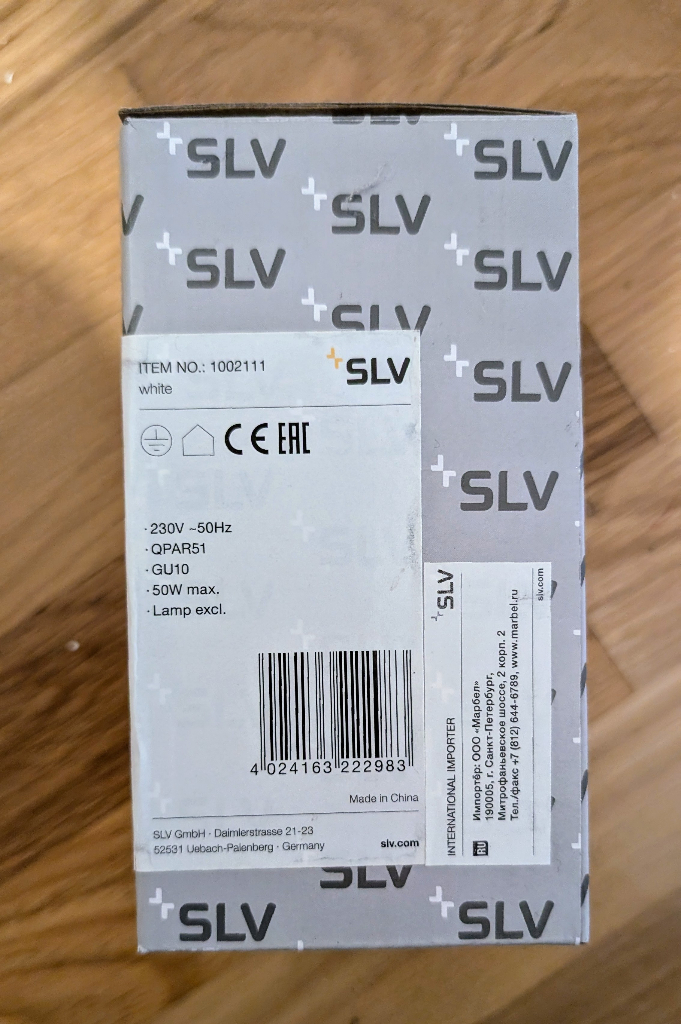 SLV
SLV
SLV
SLV
SLV
SLV
SLV
SLV
ITEM NO.: 1002111
white
SLV
CE EAC
· 230V ~50Hz
· QPAR51
· GU10
· 50W max.
· Lamp excl.
4 024163 222983
Made in China
SLV GmbH · Daimlerstrasse 21-23
52531 Uebach-Palenberg · Germany
slv.com
SLV
INTERNATIONAL IMPORTER
RU
Импортёр: ООО «Марбел»
190005, г. Санкт-Петербург,
Митрофаньевское шоссе, 2 корп. 2
Тел./факс +7 (812) 644-6789, www.marbel.ru
slv.com
SLV
SLV
SLV